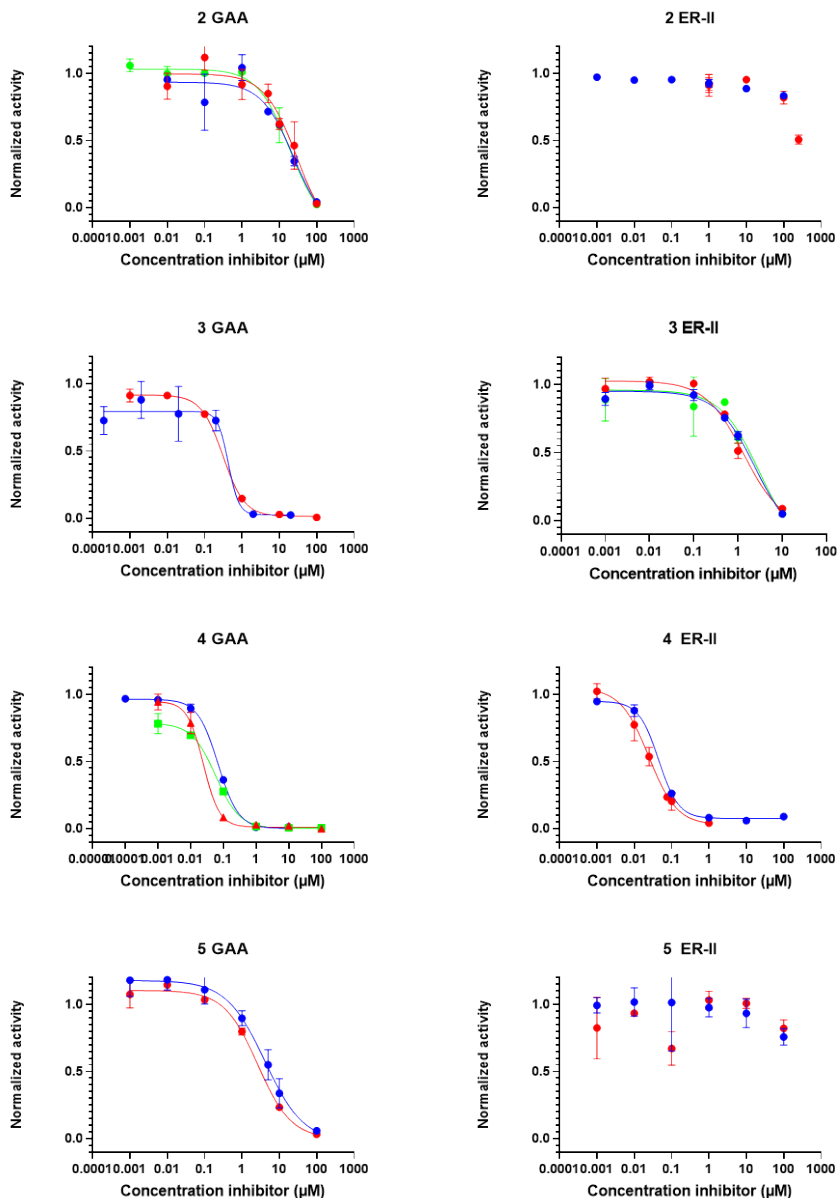 2 GAA
Normalized activity
1.0
0.5
0.0
0.0001 0.001 0.01 0.1 1 10 100 1000
Concentration inhibitor (μM)
2 ER-II
Normalized activity
1.0
0.5
0.0
0.0001 0.001 0.01 0.1 1 10 100 1000
Concentration inhibitor (μM)
3 GAA
Normalized activity
1.0
0.5
0.0
0.0001 0.001 0.01 0.1 1 10 100 1000
Concentration inhibitor (μM)
3 ER-II
Normalized activity
1.0
0.5
0.0
0.0001 0.001 0.01 0.1 1 10 100
Concentration inhibitor (μM)
4 GAA
Normalized activity
1.0
0.5
0.0
0.00001 0.0001 0.001 0.01 0.1 1 10 100 1000
Concentration inhibitor (μM)
4 ER-II
Normalized activity
1.0
0.5
0.0
0.0001 0.001 0.01 0.1 1 10 100 1000
Concentration inhibitor (μM)
5 GAA
Normalized activity
1.0
0.5
0.0
0.0001 0.001 0.01 0.1 1 10 100 1000
Concentration inhibitor (μM)
5 ER-II
Normalized activity
1.0
0.5
0.0
0.0001 0.001 0.01 0.1 1 10 100 1000
Concentration inhibitor (μM)